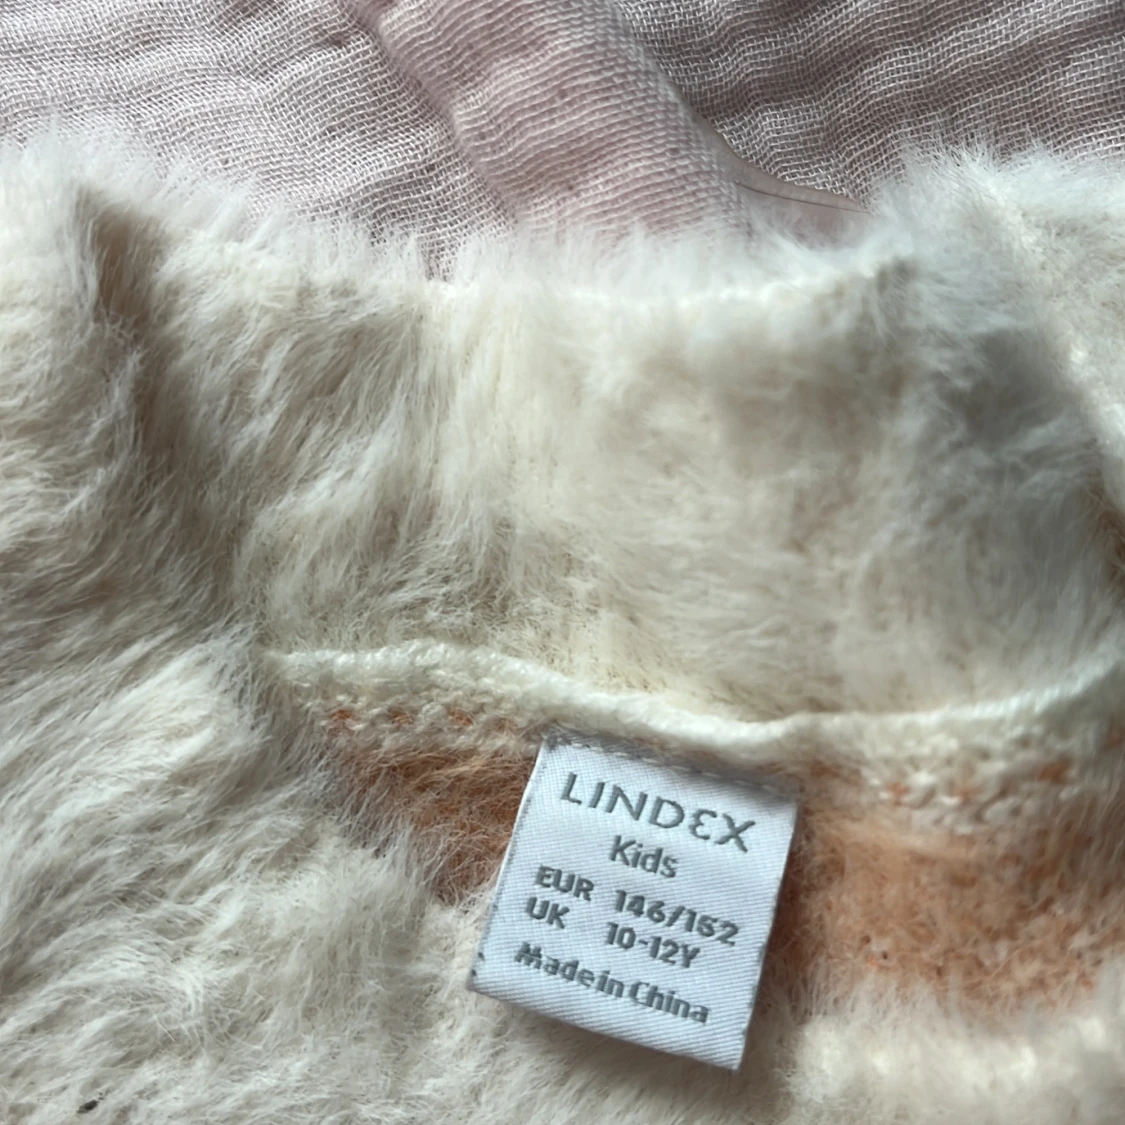 LINDEX
Kids
EUR 146/152
UK 10-12Y
Made in China